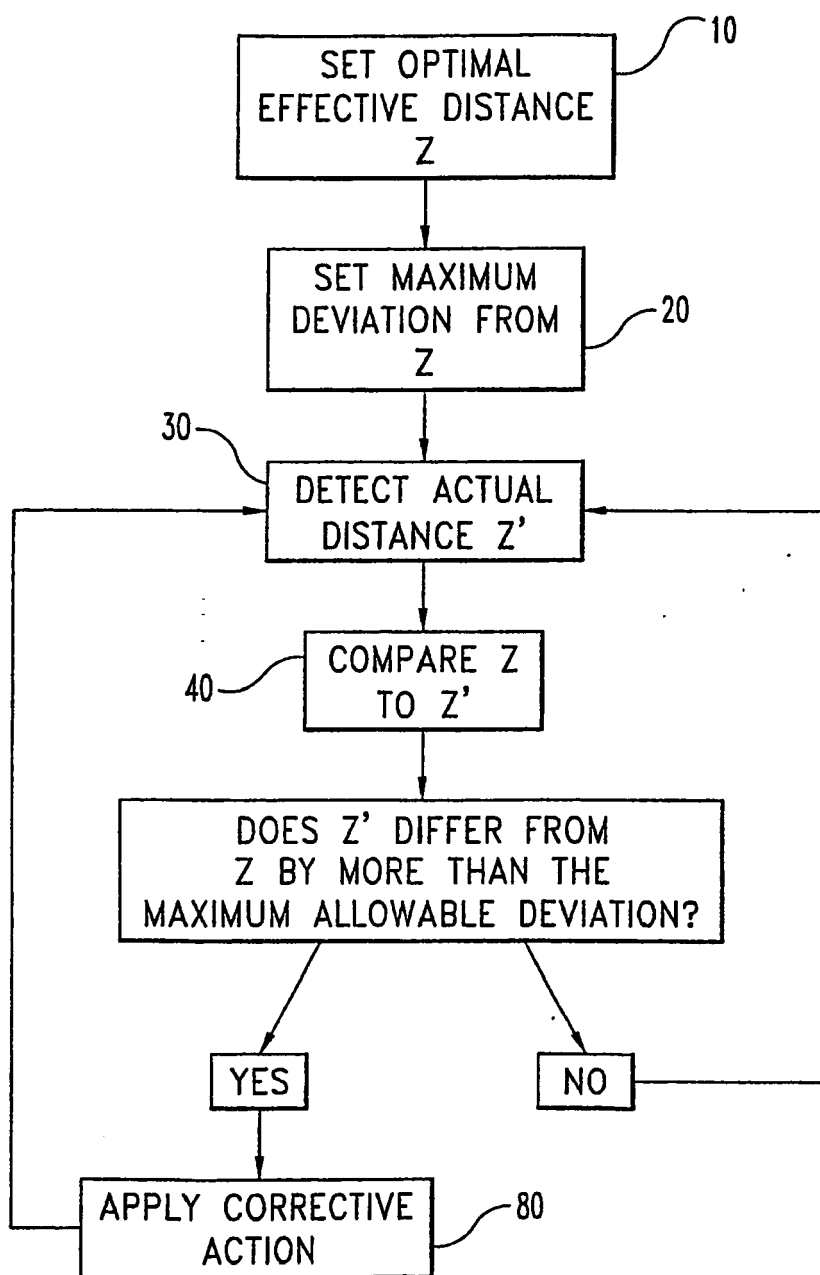 10
SET OPTIMAL
EFFECTIVE DISTANCE
Z
SET MAXIMUM
DEVIATION FROM
Z
20
30
DETECT ACTUAL
DISTANCE Z'
40
COMPARE Z
TO Z'
DOES Z' DIFFER FROM
Z BY MORE THAN THE
MAXIMUM ALLOWABLE DEVIATION?
YES
NO
APPLY CORRECTIVE
ACTION
80